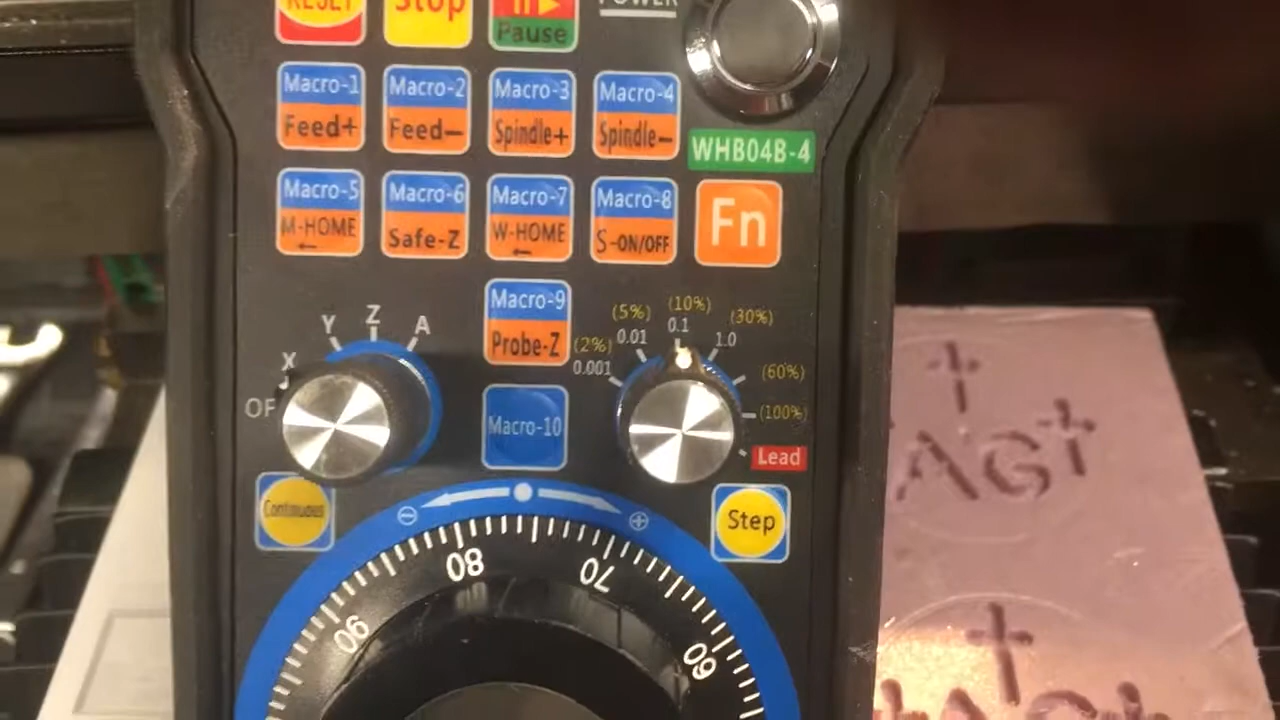 RESET Stop Pause POWER
Macro-1 Macro-2 Macro-3 Macro-4
Feed+ Feed- Spindle+ Spindle-
WHB04B-4
Macro-5 Macro-6 Macro-7 Macro-8
M-HOME Safe-Z W-HOME S-ON/OFF
Fn
Macro-9
Probe-Z
Y Z A
X
OF
(5%) (10%) (30%)
0.01 0.1 1.0
(2%)
0.001
(60%)
(100%)
Macro-10
Lead
Continuous
Step
90 80 70 60
AG